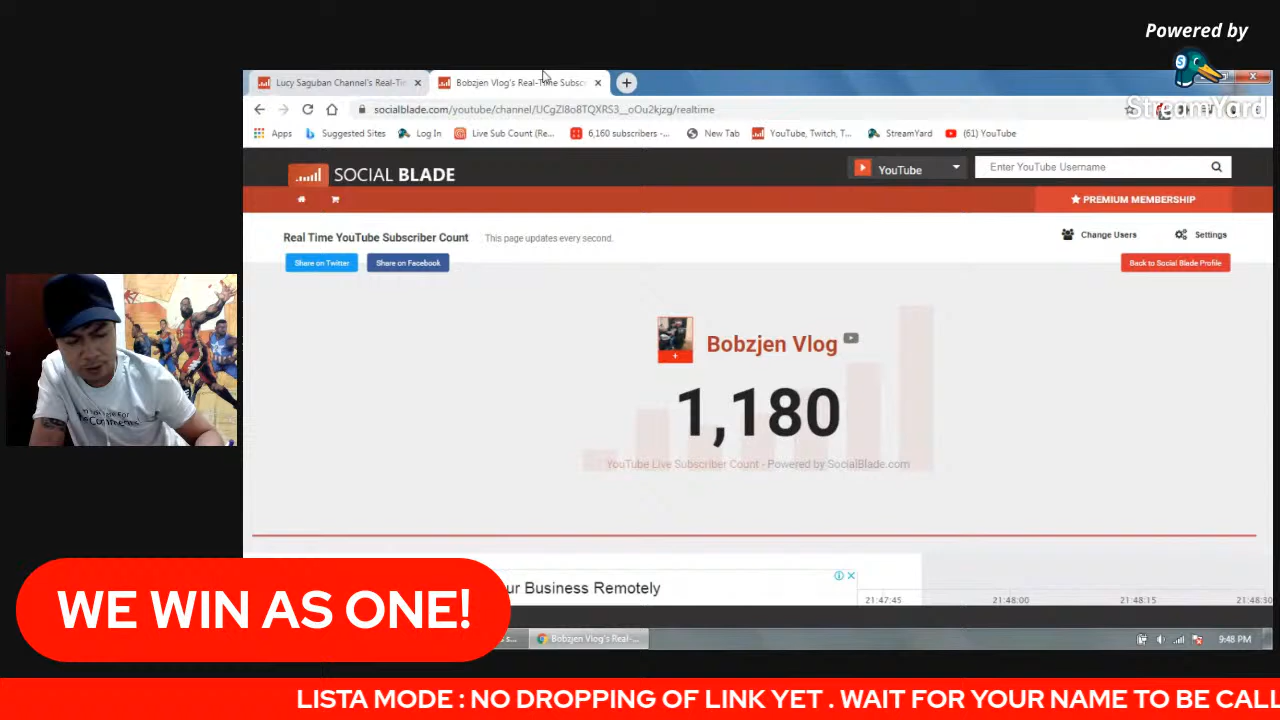 Powered by
StreamYard
Lucy Saguban Channel's Real-Tim
Bobzjen Vlog's Real-Time Subsc
socialblade.com/youtube/channel/UCgZl8o8TQXRS3__oOu2kjzg/realtime
Apps
Suggested Sites
Log In
Live Sub Count (Re...
6,160 subscribers -...
New Tab
YouTube, Twitch, T...
StreamYard
(61) YouTube
SOCIAL BLADE
YouTube
Enter YouTube Username
PREMIUM MEMBERSHIP
Real Time YouTube Subscriber Count
This page updates every second.
Change Users
Settings
Share on Twitter
Share on Facebook
Back to Social Blade Profile
Bobzjen Vlog
1,180
YouTube Live Subscriber Count - Powered by SocialBlade.com
ur Business Remotely
21:47:45
21:48:00
21:48:15
21:48:30
WE WIN AS ONE!
Bobzjen Vlog's Real-...
9:48 PM
LISTA MODE : NO DROPPING OF LINK YET . WAIT FOR YOUR NAME TO BE CALL